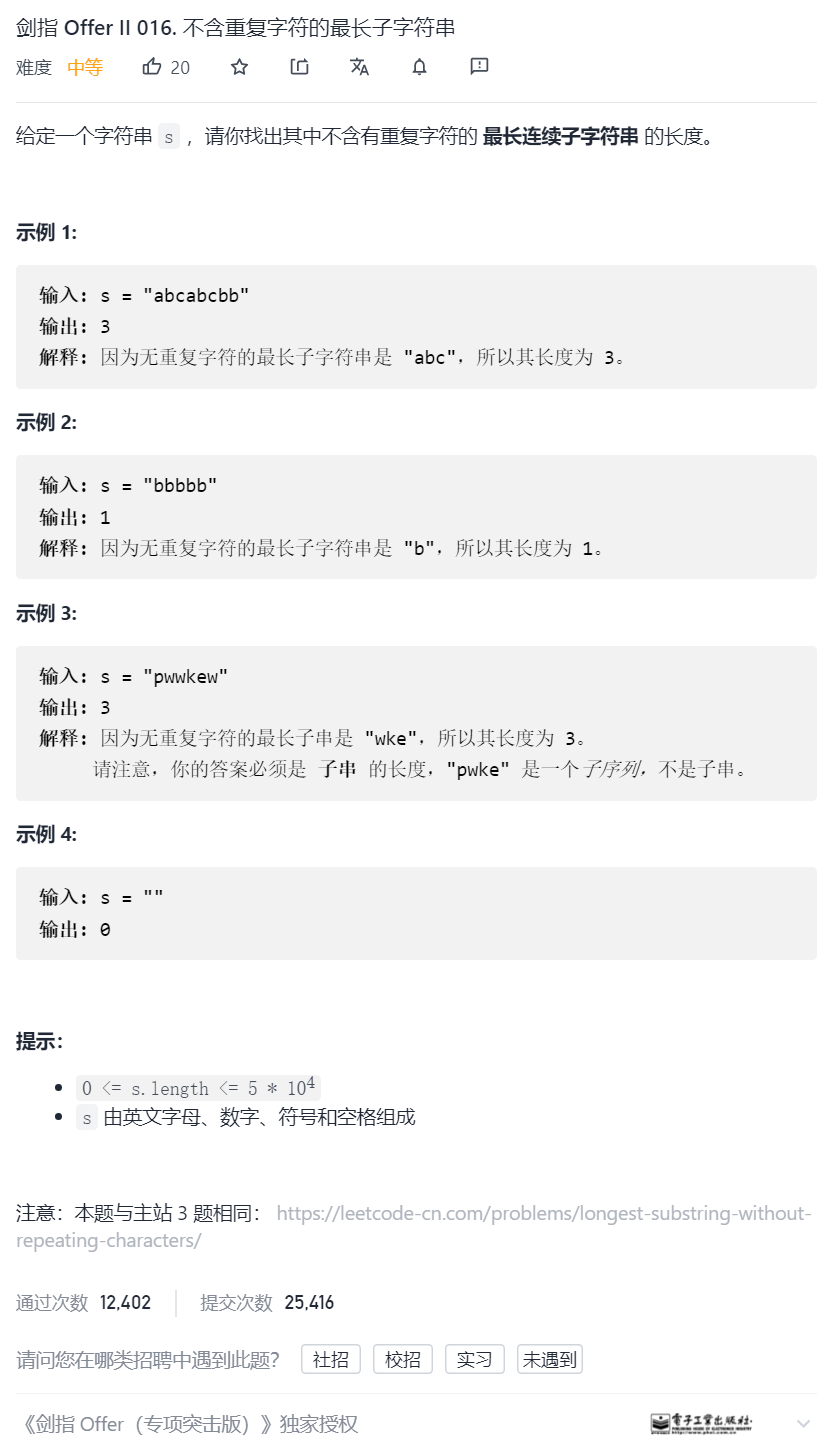 剑指 Offer II 016. 不含重复字符的最长子字符串
难度 中等 20
给定一个字符串 s ，请你找出其中不含有重复字符的 最长连续子字符串 的长度。
示例 1:
输入: s = "abcabcbb"
输出: 3
解释: 因为无重复字符的最长子字符串是 "abc"，所以其长度为 3。
示例 2:
输入: s = "bbbbb"
输出: 1
解释: 因为无重复字符的最长子字符串是 "b"，所以其长度为 1。
示例 3:
输入: s = "pwwkew"
输出: 3
解释: 因为无重复字符的最长子串是 "wke"，所以其长度为 3。
请注意，你的答案必须是 子串 的长度，"pwke" 是一个子序列，不是子串。
示例 4:
输入: s = ""
输出: 0
提示：
0 <= s.length <= 5 * 10⁴
s 由英文字母、数字、符号和空格组成
注意：本题与主站 3 题相同： https://leetcode-cn.com/problems/longest-substring-without-
repeating-characters/
通过次数 12,402 提交次数 25,416
请问您在哪类招聘中遇到此题？ 社招 校招 实习 未遇到
《剑指 Offer（专项突击版）》独家授权 電子工業出版社